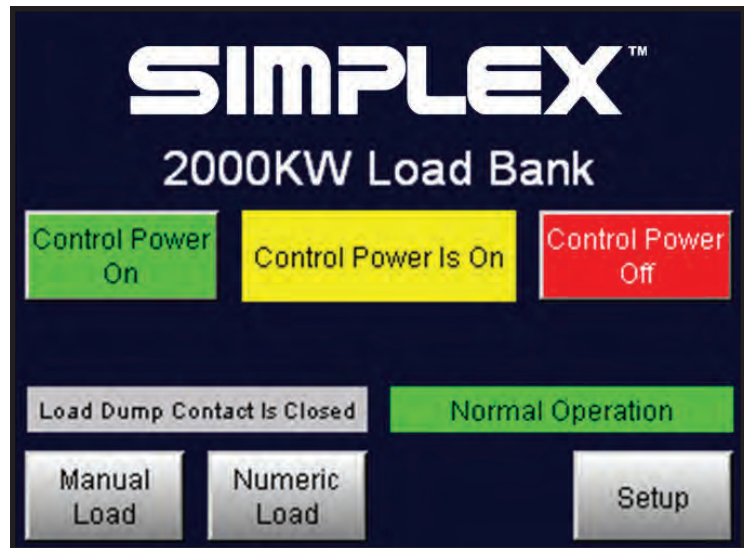 SIMPLEX™
2000KW Load Bank
Control Power
On
Control Power Is On
Control Power
Off
Load Dump Contact Is Closed
Normal Operation
Manual
Load
Numeric
Load
Setup